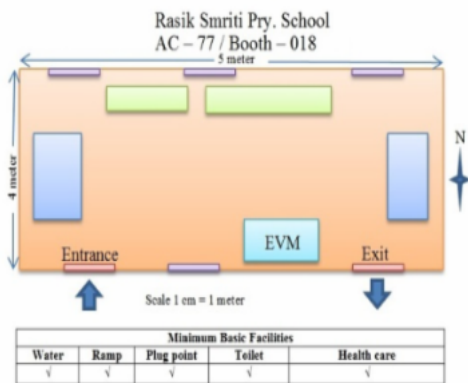 Rasik Smriti Pry. School
AC – 77 / Booth – 018
5 meter
4 meter
N
EVM
Entrance
Exit
Scale 1 cm = 1 meter
Minimum Basic Facilities
Water Ramp Plug point Toilet Health care
√ √ √ √ √